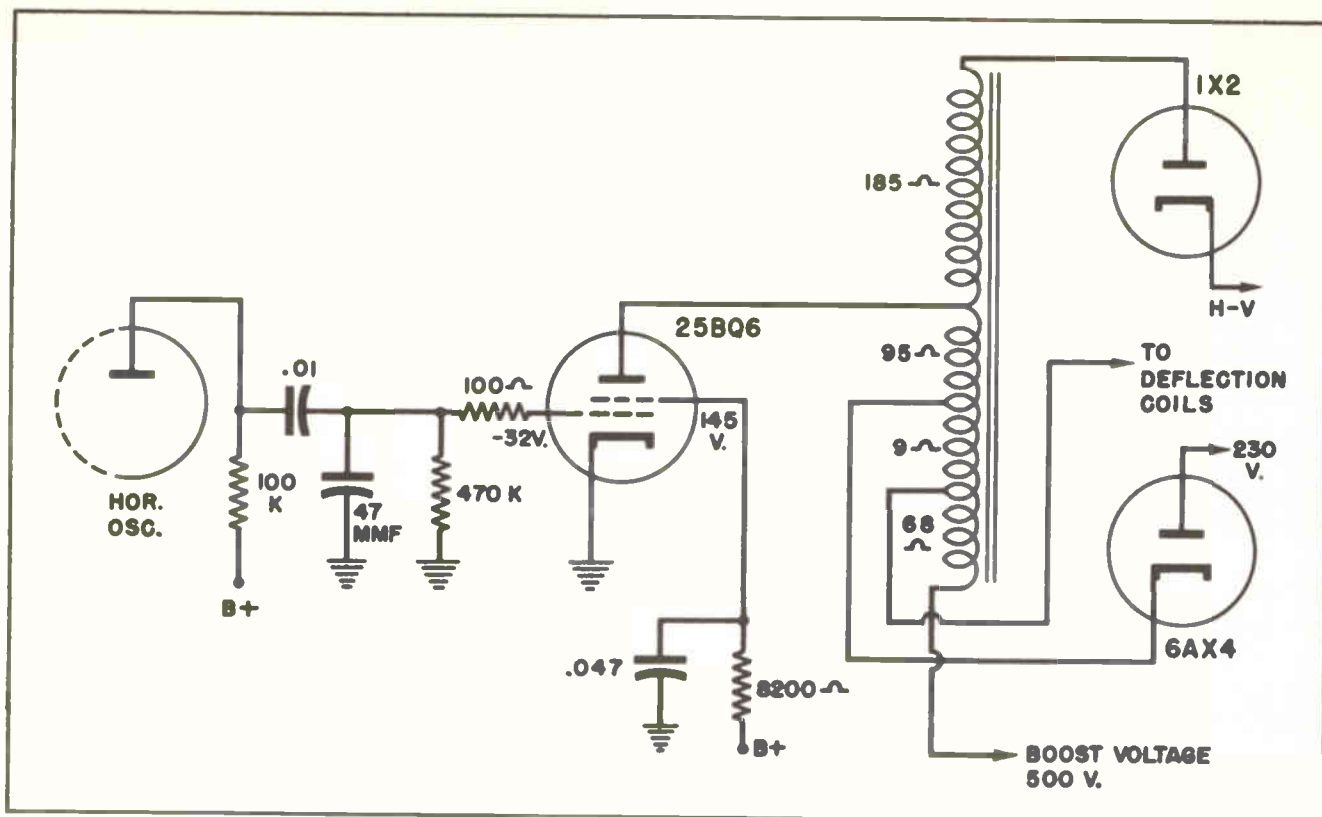 1X2
185 Ω
H-V
25BQ6
95 Ω
TO
DEFLECTION
COILS
.01
100 Ω
-32V.
145
V.
9 Ω
230
V.
HOR.
OSC.
100
K
47
MMF
470 K
68
Ω
B+
6AX4
.047
8200 Ω
B+
BOOST VOLTAGE
500 V.